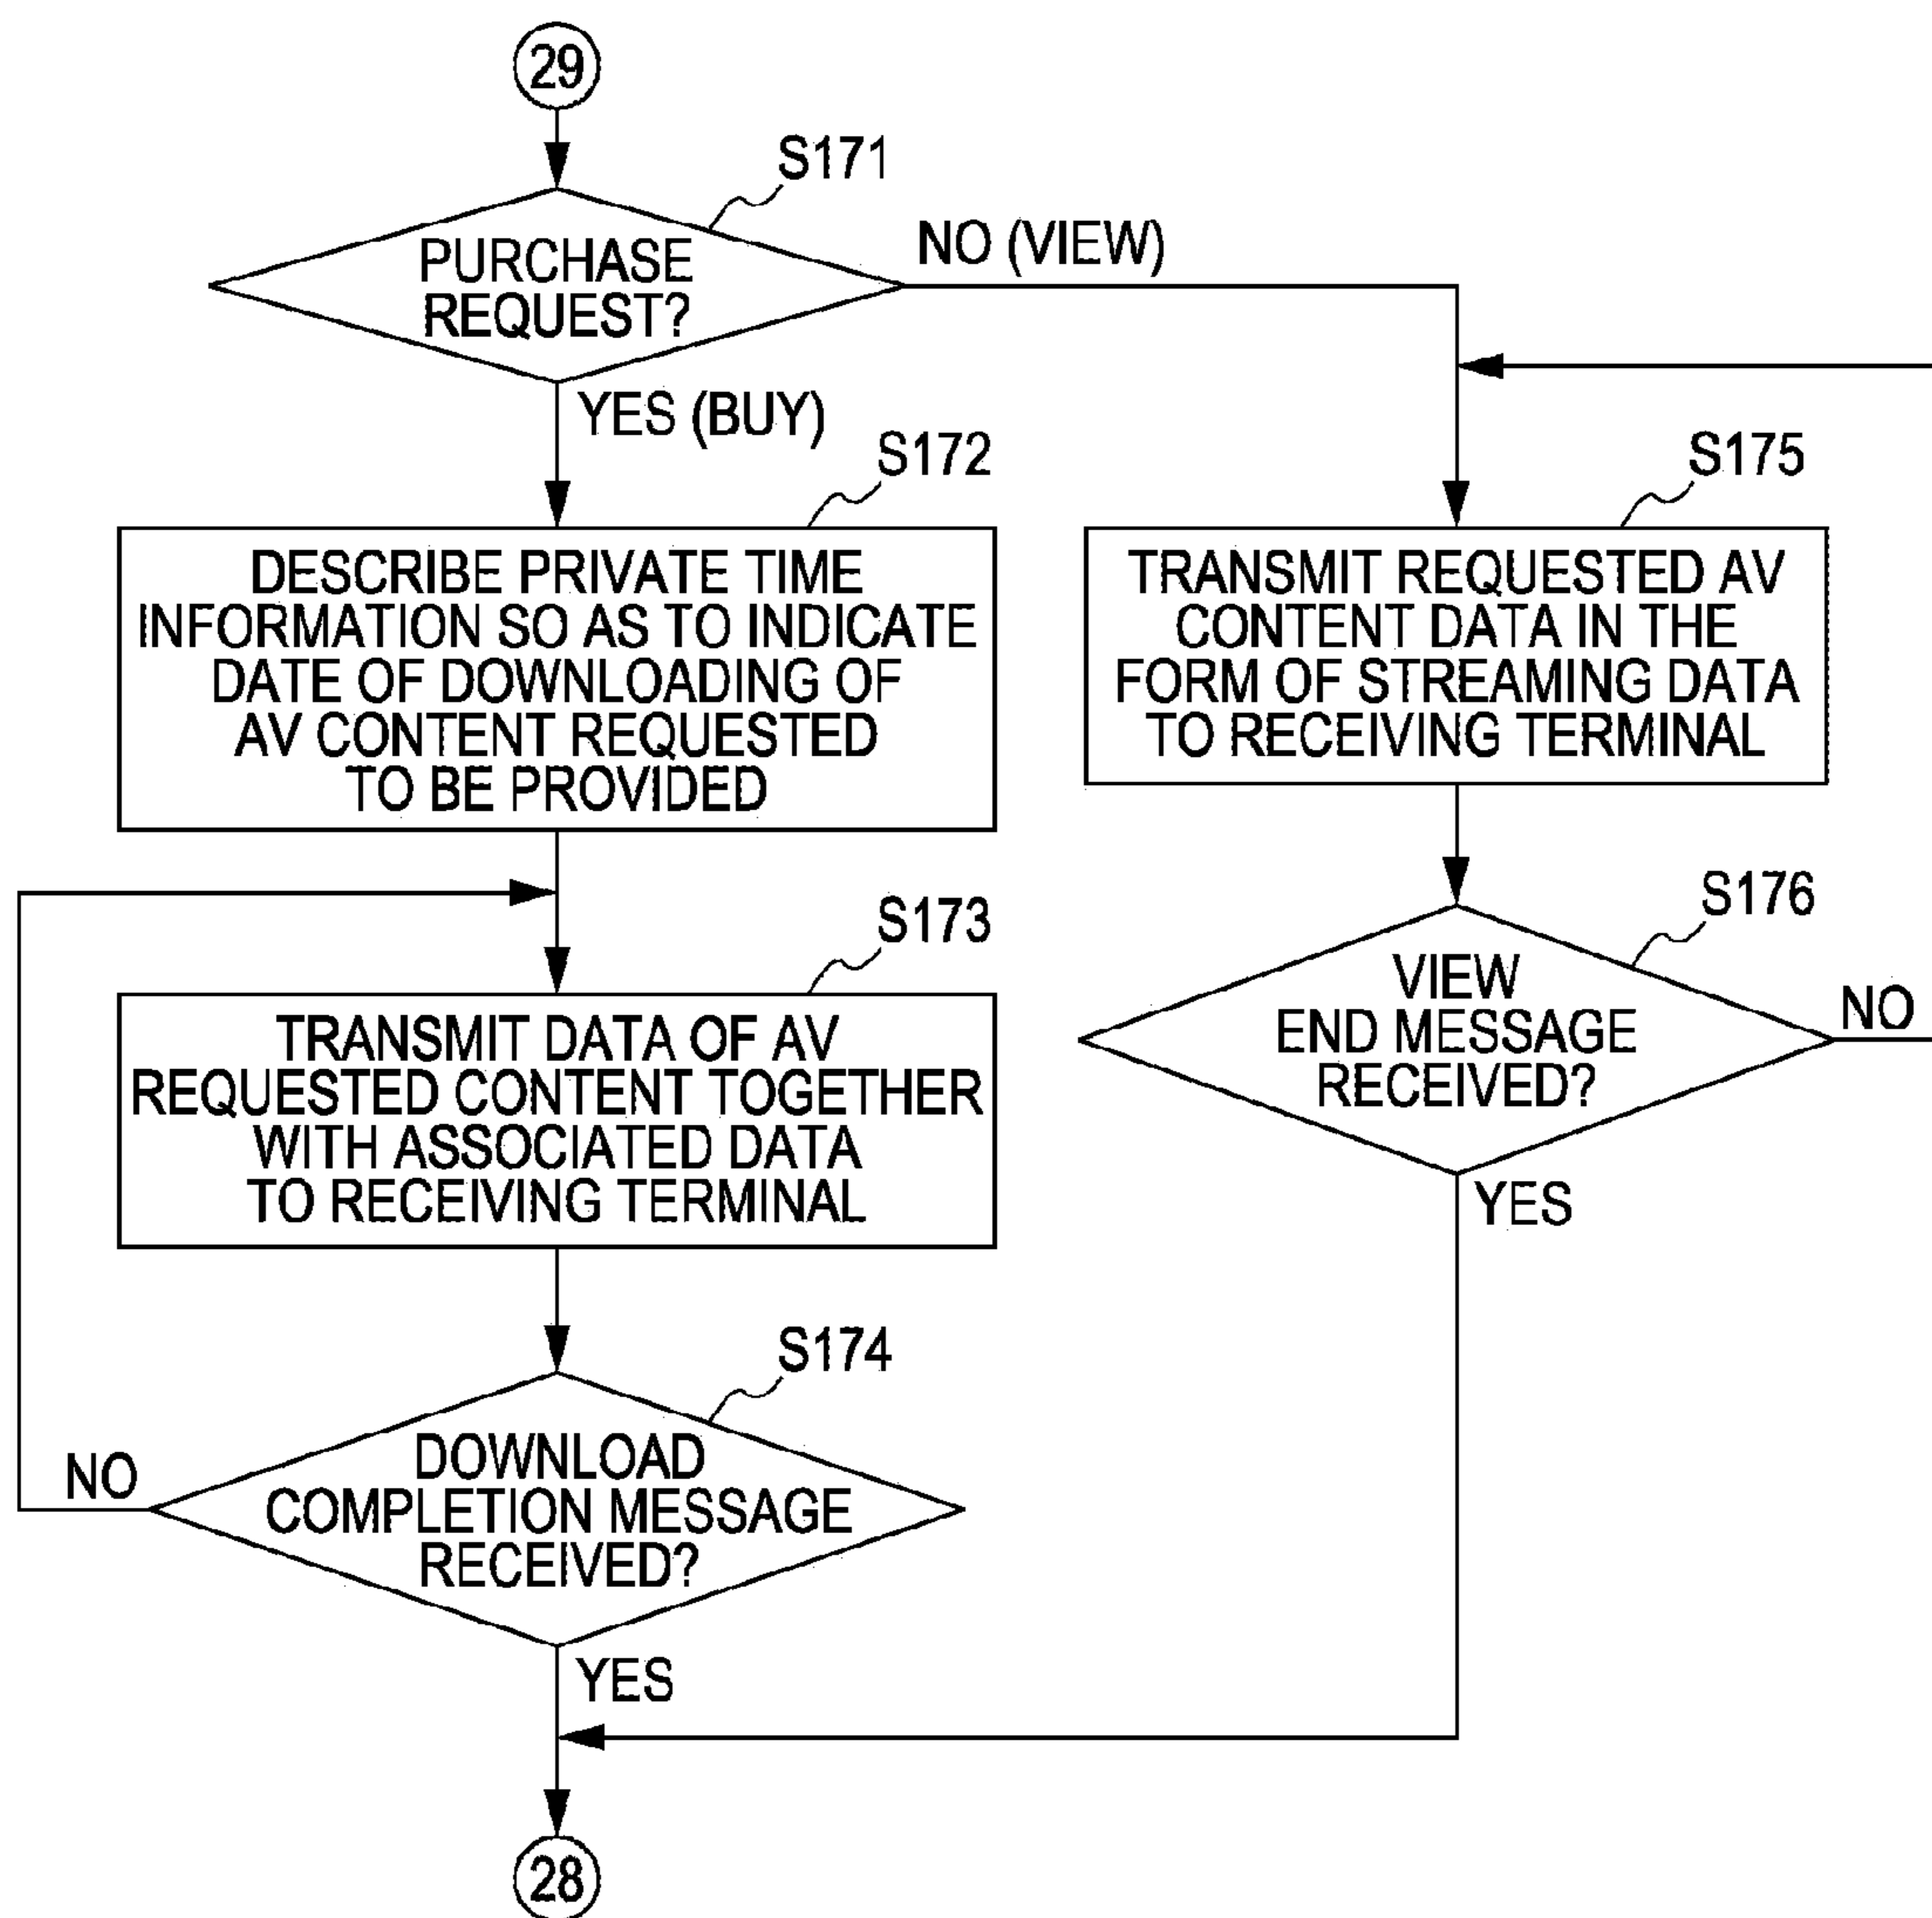 29
S171
PURCHASE
REQUEST?
NO (VIEW)
YES (BUY)
S172
DESCRIBE PRIVATE TIME
INFORMATION SO AS TO INDICATE
DATE OF DOWNLOADING OF
AV CONTENT REQUESTED
TO BE PROVIDED
S175
TRANSMIT REQUESTED AV
CONTENT DATA IN THE
FORM OF STREAMING DATA
TO RECEIVING TERMINAL
S173
TRANSMIT DATA OF AV
REQUESTED CONTENT TOGETHER
WITH ASSOCIATED DATA
TO RECEIVING TERMINAL
S176
VIEW
END MESSAGE
RECEIVED?
NO
YES
S174
DOWNLOAD
COMPLETION MESSAGE
RECEIVED?
NO
YES
28